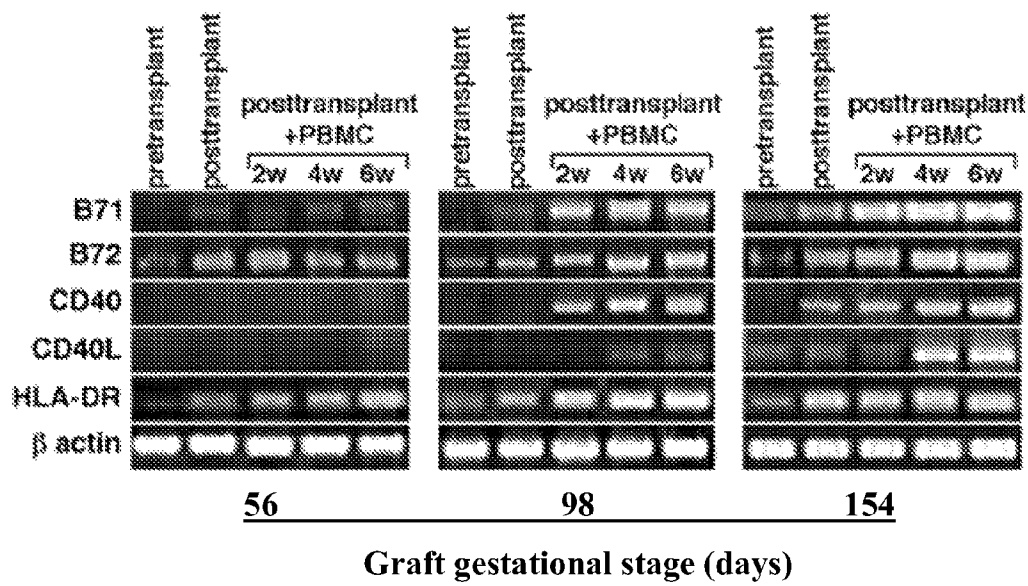 pretransplant posttransplant posttransplant +PBMC 2w 4w 6w
pretransplant posttransplant posttransplant +PBMC 2w 4w 6w
pretransplant posttransplant posttransplant +PBMC 2w 4w 6w
B71
B72
CD40
CD40L
HLA-DR
β actin
56 98 154
Graft gestational stage (days)